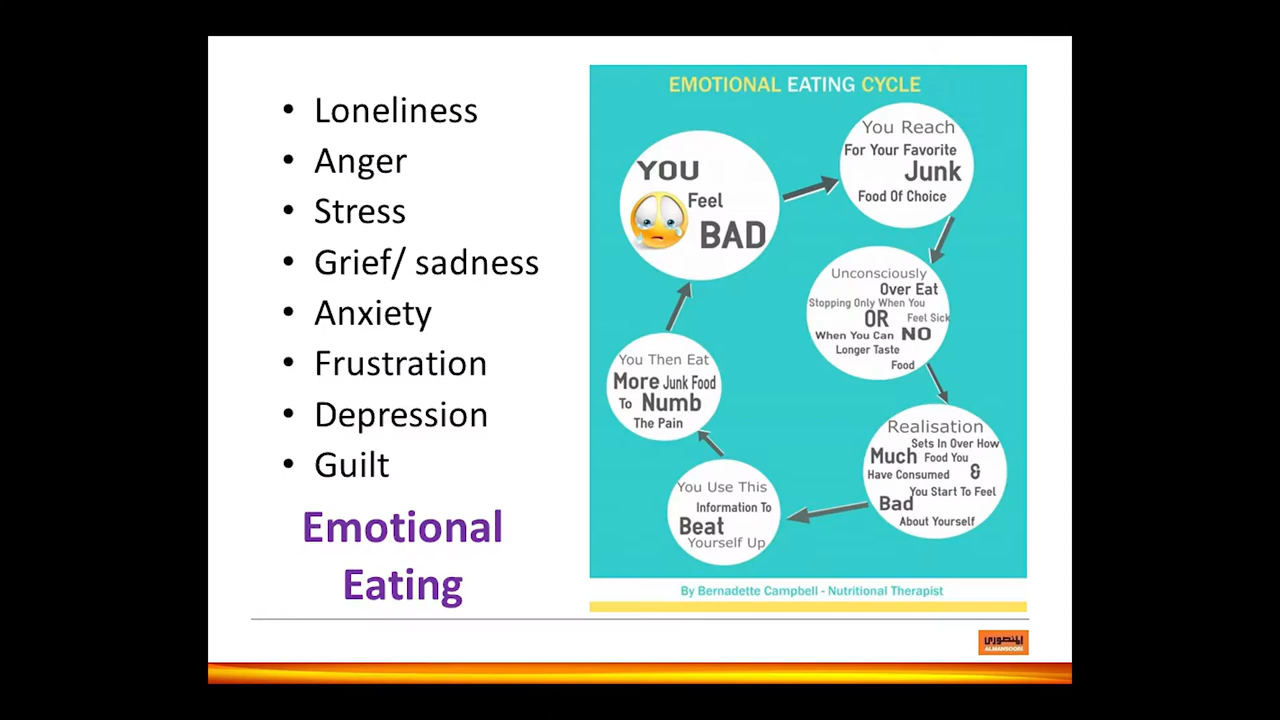 • Loneliness
• Anger
• Stress
• Grief/ sadness
• Anxiety
• Frustration
• Depression
• Guilt
Emotional
Eating
EMOTIONAL EATING CYCLE
YOU
Feel
BAD
You Reach
For Your Favorite
Junk
Food Of Choice
Unconsciously
Over Eat
Stopping Only When You
OR Feel Sick
When You Can NO
Longer Taste
Food
Realisation
Sets In Over How
Much Food You
Have Consumed &
You Start To Feel
Bad
About Yourself
You Use This
Information To
Beat
Yourself Up
You Then Eat
More Junk Food
To Numb
The Pain
By Bernadette Campbell - Nutritional Therapist
المنصوري
ALMANSOORI